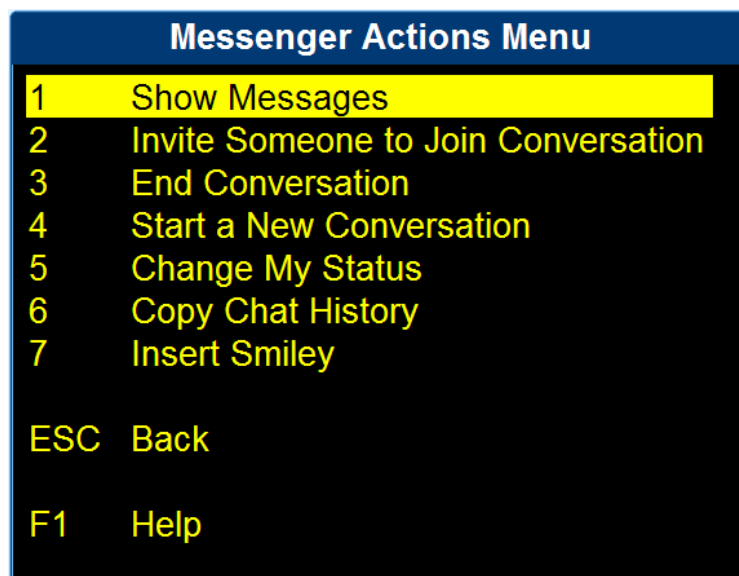 Messenger Actions Menu
1 Show Messages
2 Invite Someone to Join Conversation
3 End Conversation
4 Start a New Conversation
5 Change My Status
6 Copy Chat History
7 Insert Smiley
ESC Back
F1 Help